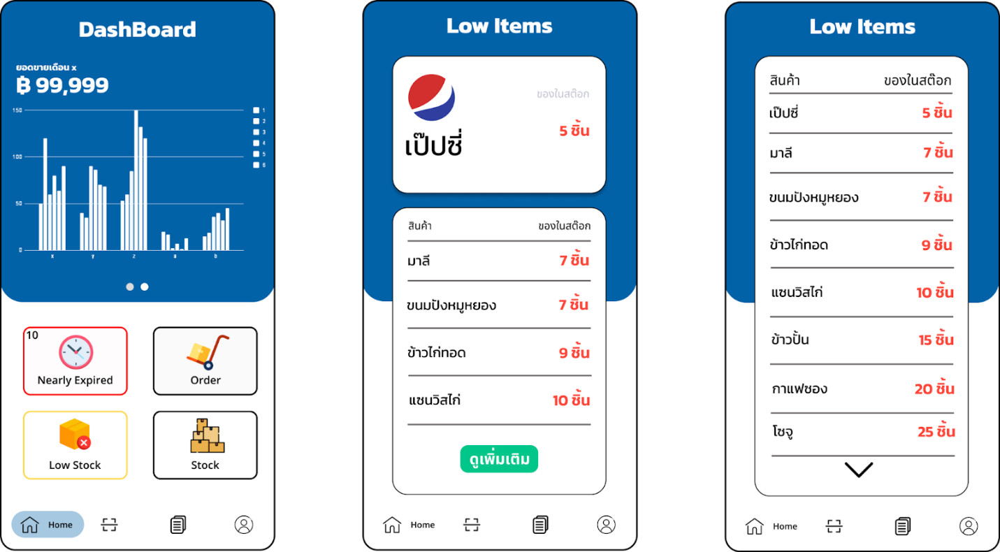 DashBoard
ยอดขายเดือน x
฿ 99,999
150
100
50
0
x y z a b
1
2
3
4
5
6
10
Nearly Expired
Order
Low Stock
Stock
Home
Low Items
ของในสต๊อก
5 ชิ้น
เป๊ปซี่
สินค้า ของในสต๊อก
มาลี 7 ชิ้น
ขนมปังหมูหยอง 7 ชิ้น
ข้าวไก่ทอด 9 ชิ้น
แซนวิสไก่ 10 ชิ้น
ดูเพิ่มเติม
Home
Low Items
สินค้า ของในสต๊อก
เป๊ปซี่ 5 ชิ้น
มาลี 7 ชิ้น
ขนมปังหมูหยอง 7 ชิ้น
ข้าวไก่ทอด 9 ชิ้น
แซนวิสไก่ 10 ชิ้น
ข้าวปั้น 15 ชิ้น
กาแฟซอง 20 ชิ้น
โซจู 25 ชิ้น
Home